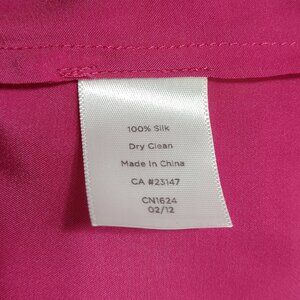 100% Silk
Dry Clean
Made In China
CA #23147
CN1624
02/12